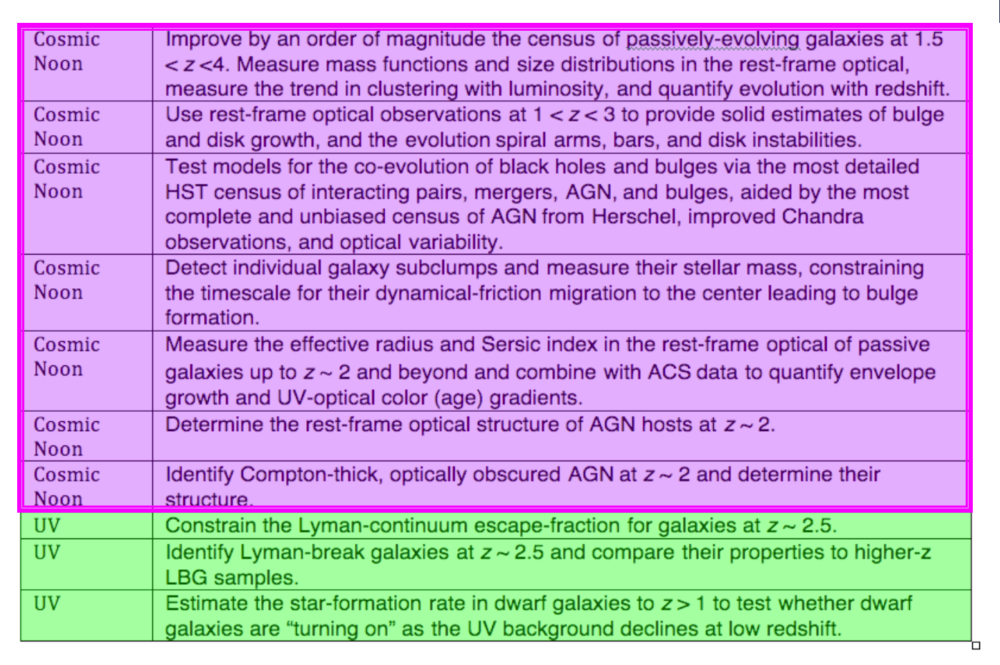 Cosmic Improve by an order of magnitude the census of passively-evolving galaxies at 1.5
Noon < z <4. Measure mass functions and size distributions in the rest-frame optical,
measure the trend in clustering with luminosity, and quantify evolution with redshift.
Cosmic Use rest-frame optical observations at 1 < z < 3 to provide solid estimates of bulge
Noon and disk growth, and the evolution spiral arms, bars, and disk instabilities.
Cosmic Test models for the co-evolution of black holes and bulges via the most detailed
Noon HST census of interacting pairs, mergers, AGN, and bulges, aided by the most
complete and unbiased census of AGN from Herschel, improved Chandra
observations, and optical variability.
Cosmic Detect individual galaxy subclumps and measure their stellar mass, constraining
Noon the timescale for their dynamical-friction migration to the center leading to bulge
formation.
Cosmic Measure the effective radius and Sersic index in the rest-frame optical of passive
Noon galaxies up to z ~ 2 and beyond and combine with ACS data to quantify envelope
growth and UV-optical color (age) gradients.
Cosmic Determine the rest-frame optical structure of AGN hosts at z ~ 2.
Noon
Cosmic Identify Compton-thick, optically obscured AGN at z ~ 2 and determine their
Noon structure.
UV Constrain the Lyman-continuum escape-fraction for galaxies at z ~ 2.5.
UV Identify Lyman-break galaxies at z ~ 2.5 and compare their properties to higher-z
LBG samples.
UV Estimate the star-formation rate in dwarf galaxies to z > 1 to test whether dwarf
galaxies are “turning on” as the UV background declines at low redshift.